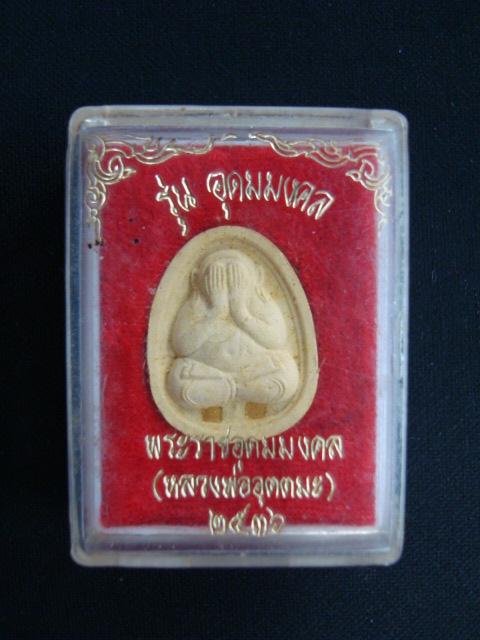 รุ่น อุดมมงคล
พระราชอุดมมงคล
(หลวงพ่ออุตตมะ)
๒๕๓๖